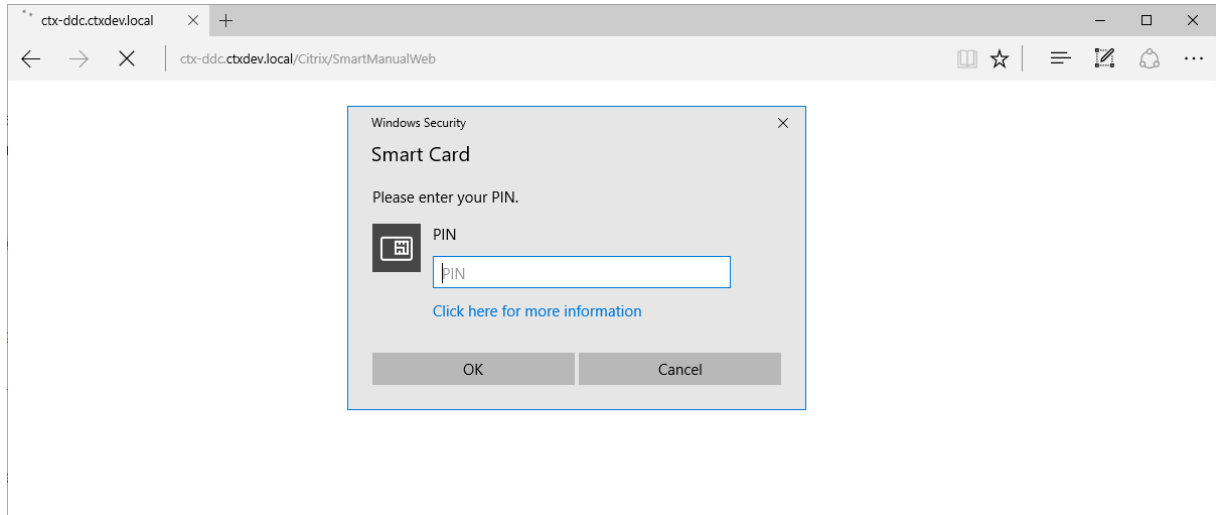 ctx-ddc.ctxdev.local
ctx-ddc.ctxdev.local/Citrix/SmartManualWeb
Windows Security
Smart Card
Please enter your PIN.
PIN
PIN
Click here for more information
OK Cancel